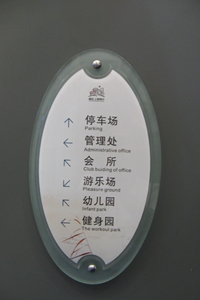 停车场
Parking
管理处
Administrative office
会 所
Club building of office
游乐场
Pleasure ground
幼儿园
Infant park
健身园
The workout park